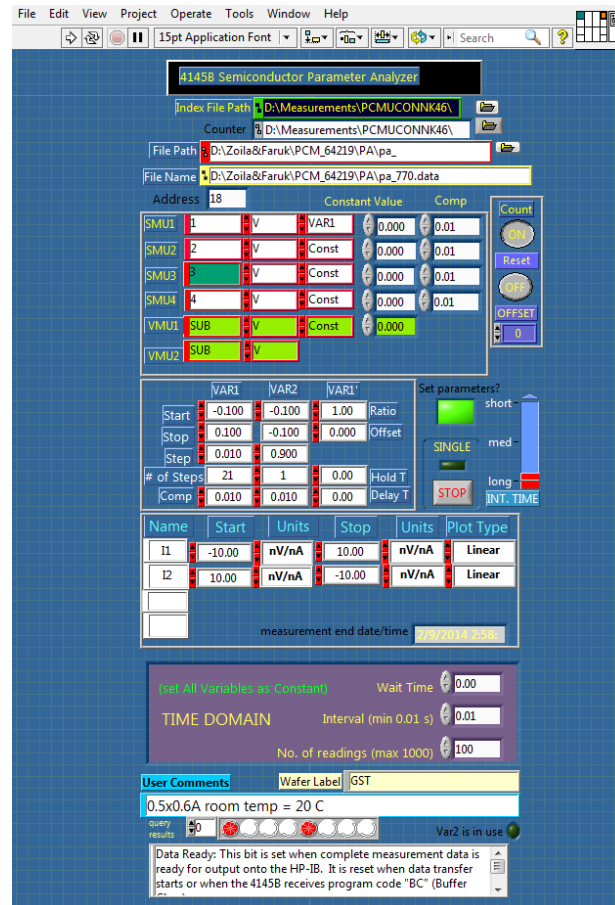 File Edit View Project Operate Tools Window Help
15pt Application Font Search ?
4145B Semiconductor Parameter Analyzer
Index File Path D:\Measurements\PCMUCONNK46\
Counter D:\Measurements\PCMUCONNK46\
File Path D:\Zoila&Faruk\PCM_64219\PA\pa_
File Name D:\Zoila&Faruk\PCM_64219\PA\pa_770.data
Address 18 Constant Value Comp Count
SMU1 1 V VAR1 0.000 0.01 ON
SMU2 2 V Const 0.000 0.01 Reset
SMU3 3 V Const 0.000 0.01 OFF
SMU4 4 V Const 0.000 0.01 OFFSET
VMU1 SUB V Const 0.000 0
VMU2 SUB V
VAR1 VAR2 VAR1' Set parameters?
Start -0.100 -0.100 1.00 Ratio short
Stop 0.100 -0.100 0.000 Offset
Step 0.010 0.900 SINGLE med
# of Steps 21 1 0.00 Hold T long
Comp 0.010 0.010 0.00 Delay T STOP INT. TIME
Name Start Units Stop Units Plot Type
I1 -10.00 nV/nA 10.00 nV/nA Linear
I2 10.00 nV/nA -10.00 nV/nA Linear
measurement end date/time 2/9/2014 2:58:
(set All Variables as Constant) Wait Time 0.00
TIME DOMAIN Interval (min 0.01 s) 0.01
No. of readings (max 1000) 100
User Comments Wafer Label GST
0.5x0.6A room temp = 20 C
query results 0 Var2 is in use
Data Ready: This bit is set when complete measurement data is
ready for output onto the HP-IB. It is reset when data transfer
starts or when the 4145B receives program code "BC" (Buffer